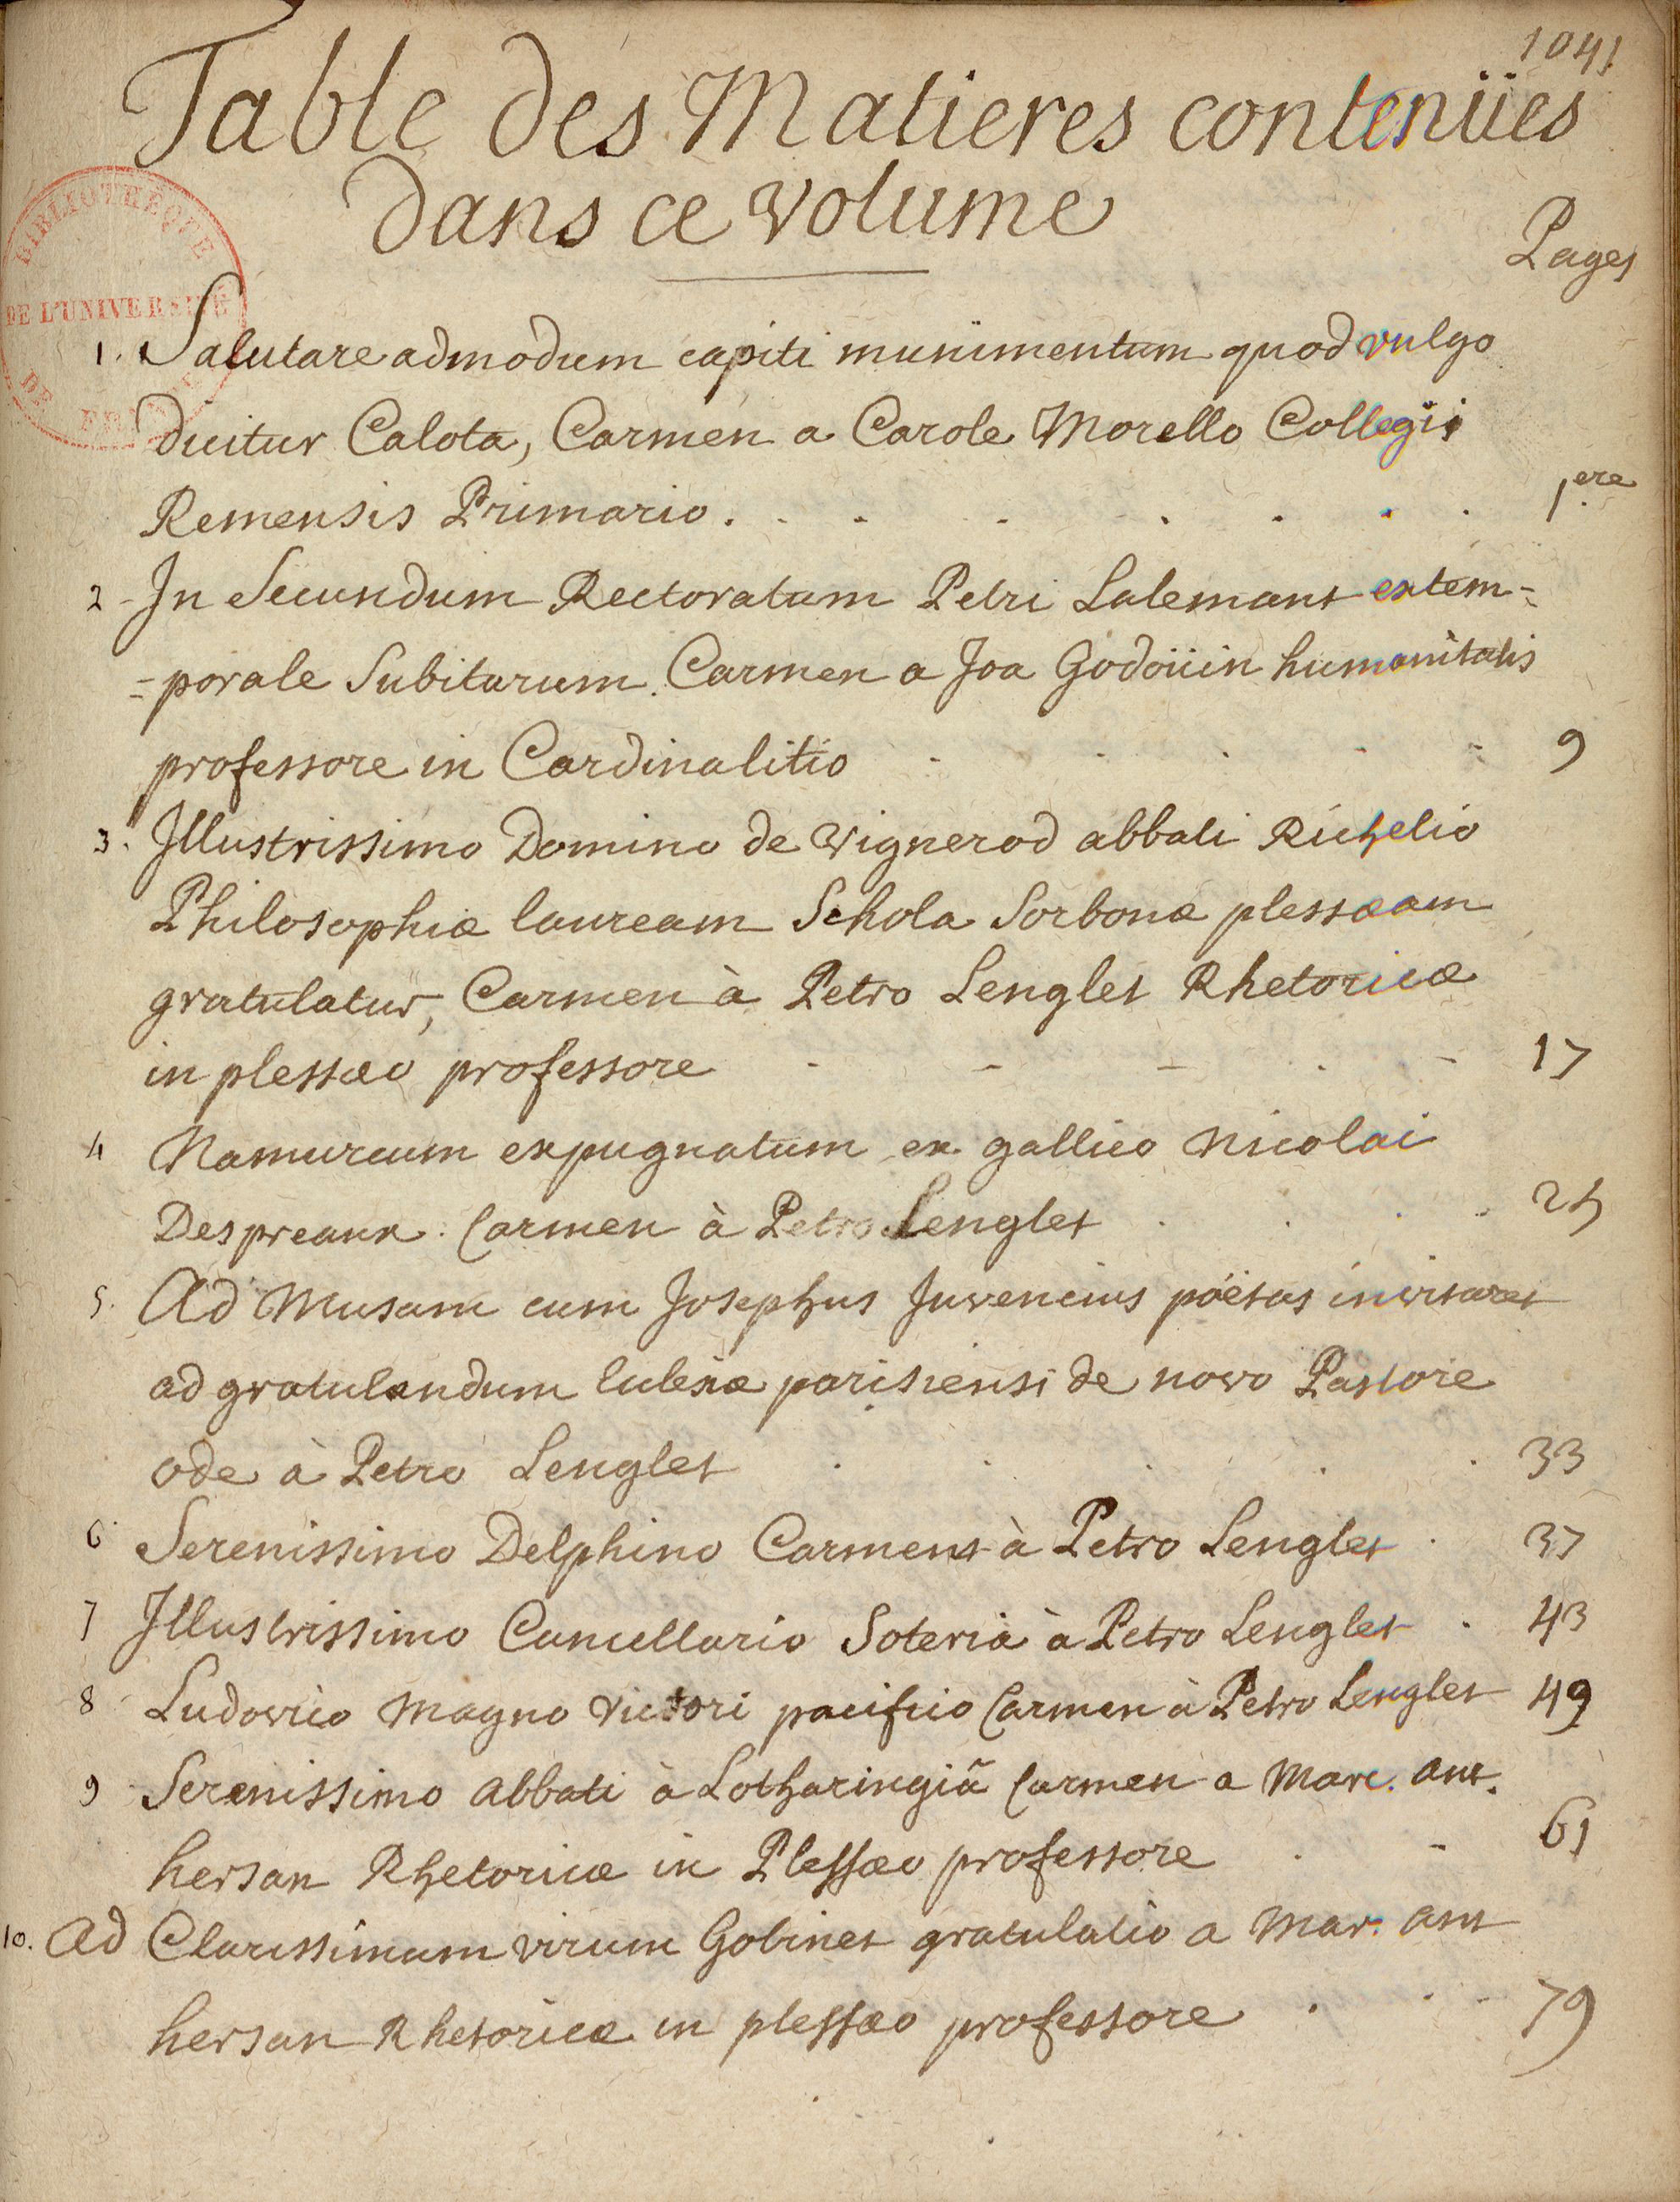 1041
Table des Matieres contenües
dans ce volume
Pages
BIBLIOTHÈQUE
DE L'UNIVERSITÉ
DE FRANCE
1. Salutare admodum capiti munimentum quod vulgo
dicitur Calota, Carmen a Carole Morello Collegii
Remensis Primario. 1.ere
2 - In Secundum Rectoratum Petri Lalemant extem=
=porale Subitarum. Carmen a Joa Godoüin humanitatis
professore in Cardinalitio 9
3. Illustrissimo Domino de Vignerod abbati Richelio
Philosophiæ lauream Schola Sorbonæ plessæam
gratulatur, Carmen à Petro Lenglet Rhetoricæ
in plessæo professore 17
4 Namurcum expugnatum ex gallico Nicolai
Despreaux. Carmen à Petro Lenglet 25
5. Ad Musam cum Josephus Juvencius poëtas invitaret
ad gratulandum parisiensi de novo Pastore
ode à Petro Lenglet 33
6 Serenissimo Delphino Carmen à Petro Lenglet 37
7 Illustrissimo Cancellario Soteria à Petro Lenglet 43
8 Ludovico Magno Victori pacifico Carmen à Petro Lenglet 49
9 Serenissimo Abbati à Lotharingiâ Carmen a Marc. Ant.
hersan Rhetoricæ in Plessæo professore 61
10. Ad Clarissimum virum Gobinet gratulatio a Mar. Ant
hersan Rhetoricæ in plessæo professore 79